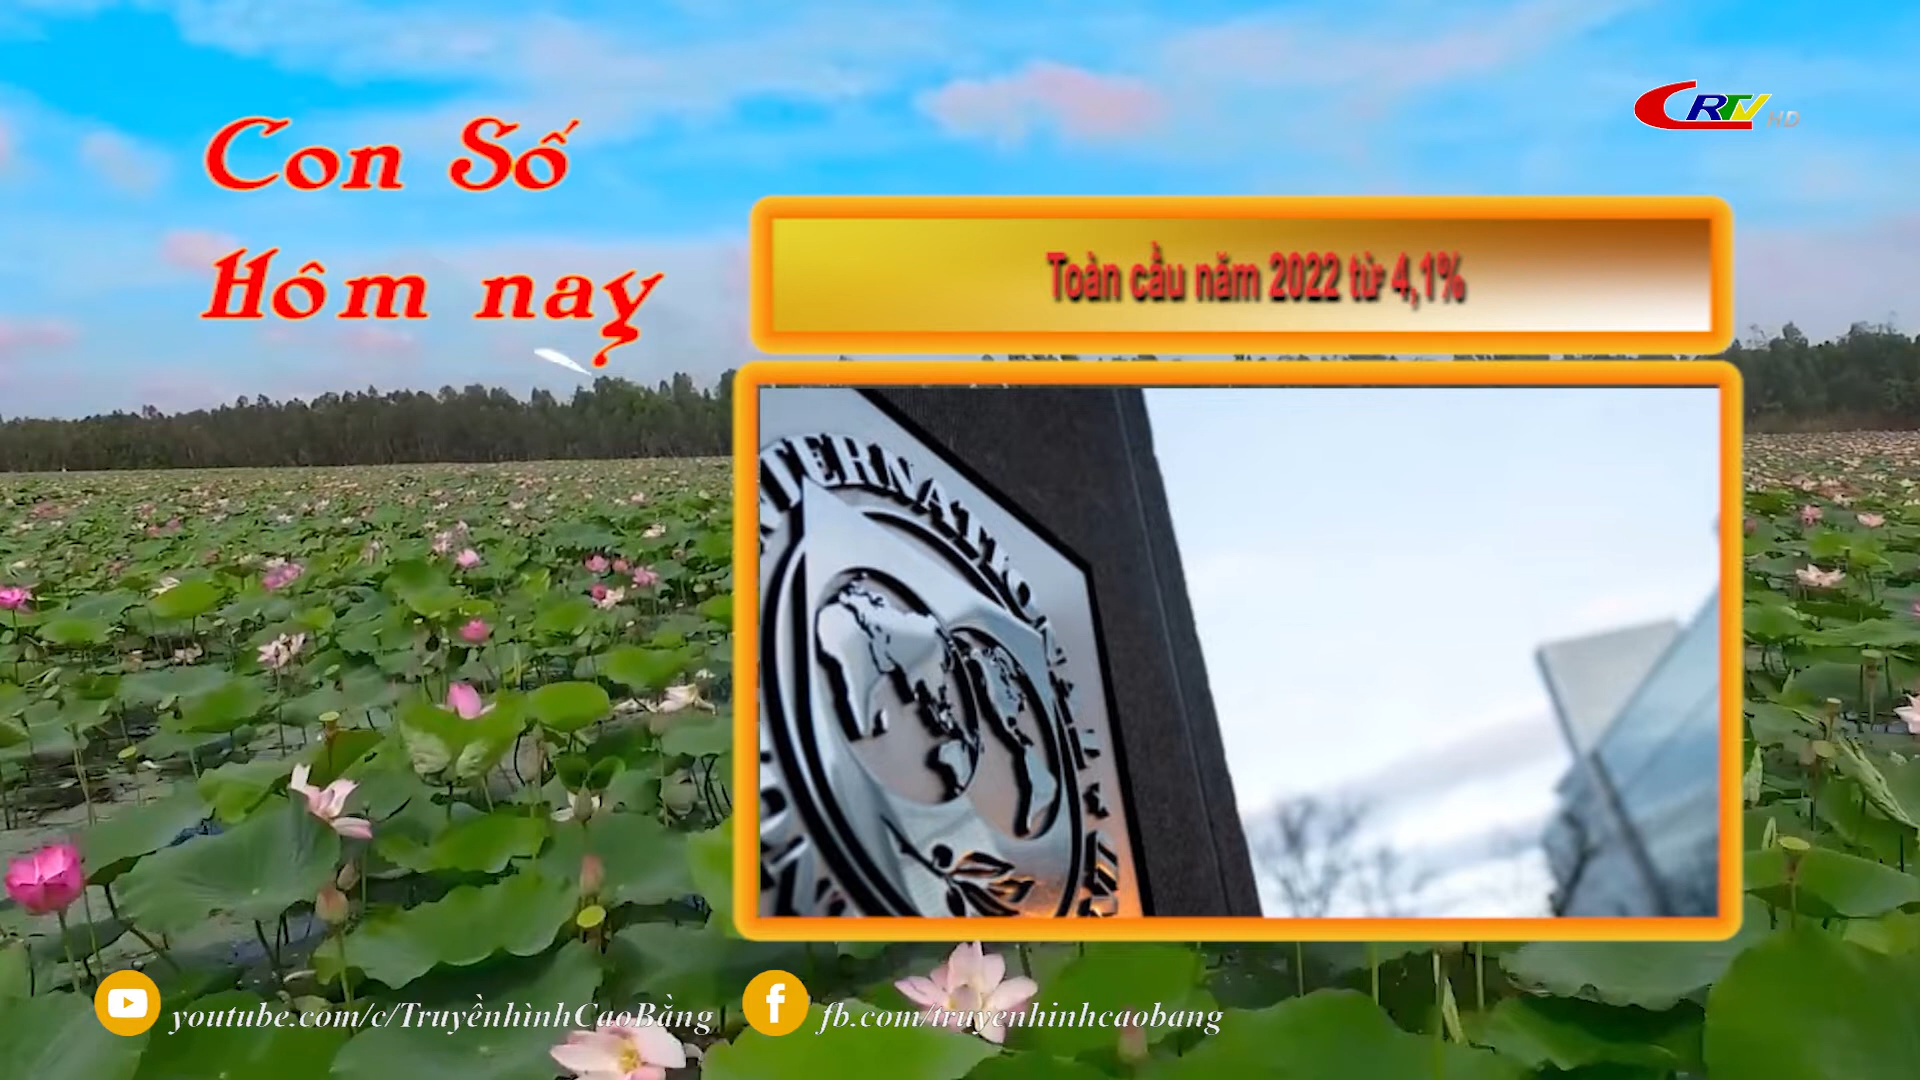 Con Số
Hôm nay
CRTV HD
Toàn cầu năm 2022 từ 4,1%
INTERNATIONAL
youtube.com/c/TruyềnhìnhCaoBằng
fb.com/truyenhinhcaobang